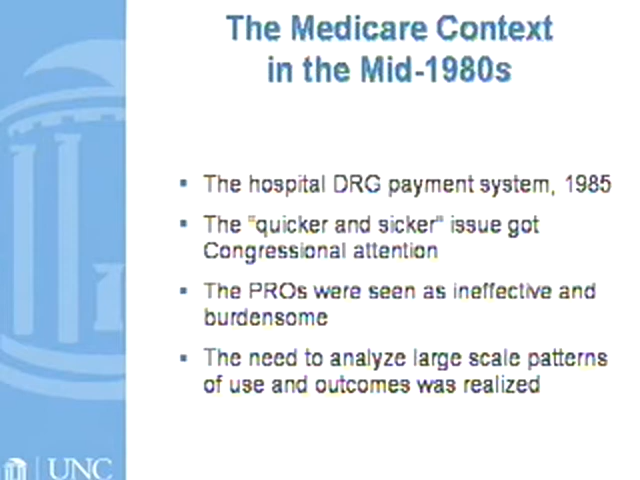 The Medicare Context
in the Mid-1980s
The hospital DRG payment system, 1985
The "quicker and sicker" issue got
Congressional attention
The PROs were seen as ineffective and
burdensome
The need to analyze large scale patterns
of use and outcomes was realized
UNC